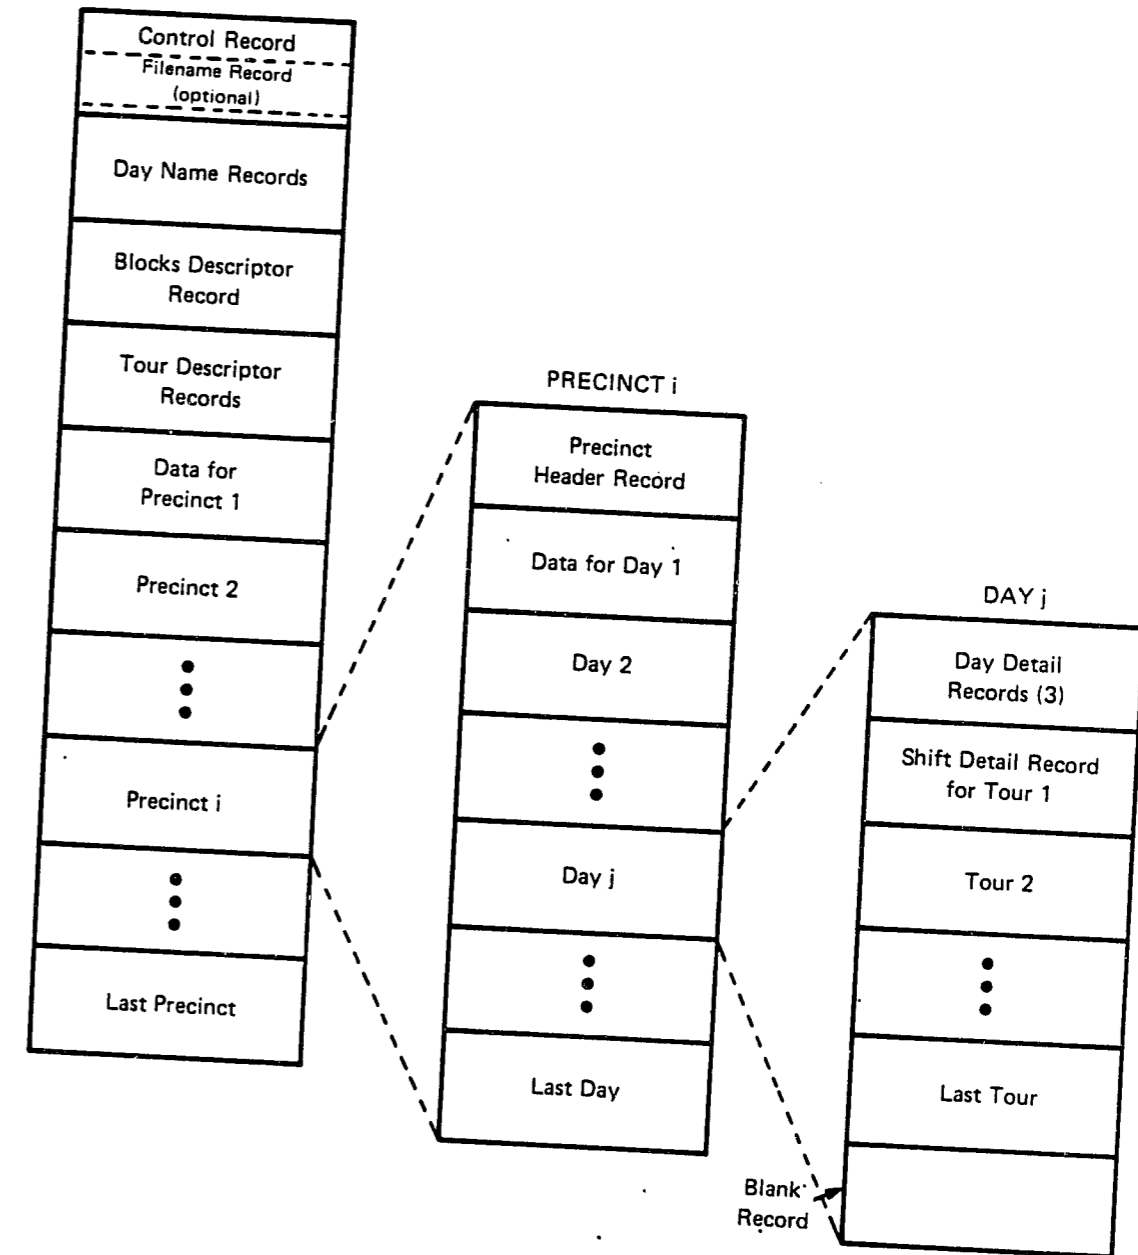 Control Record
Filename Record
(optional)
Day Name Records
Blocks Descriptor
Record
Tour Descriptor
Records
Data for
Precinct 1
Precinct 2
Precinct i
Last Precinct
PRECINCT i
Precinct
Header Record
Data for Day 1
Day 2
Day j
Last Day
DAY j
Day Detail
Records (3)
Shift Detail Record
for Tour 1
Tour 2
Last Tour
Blank
Record